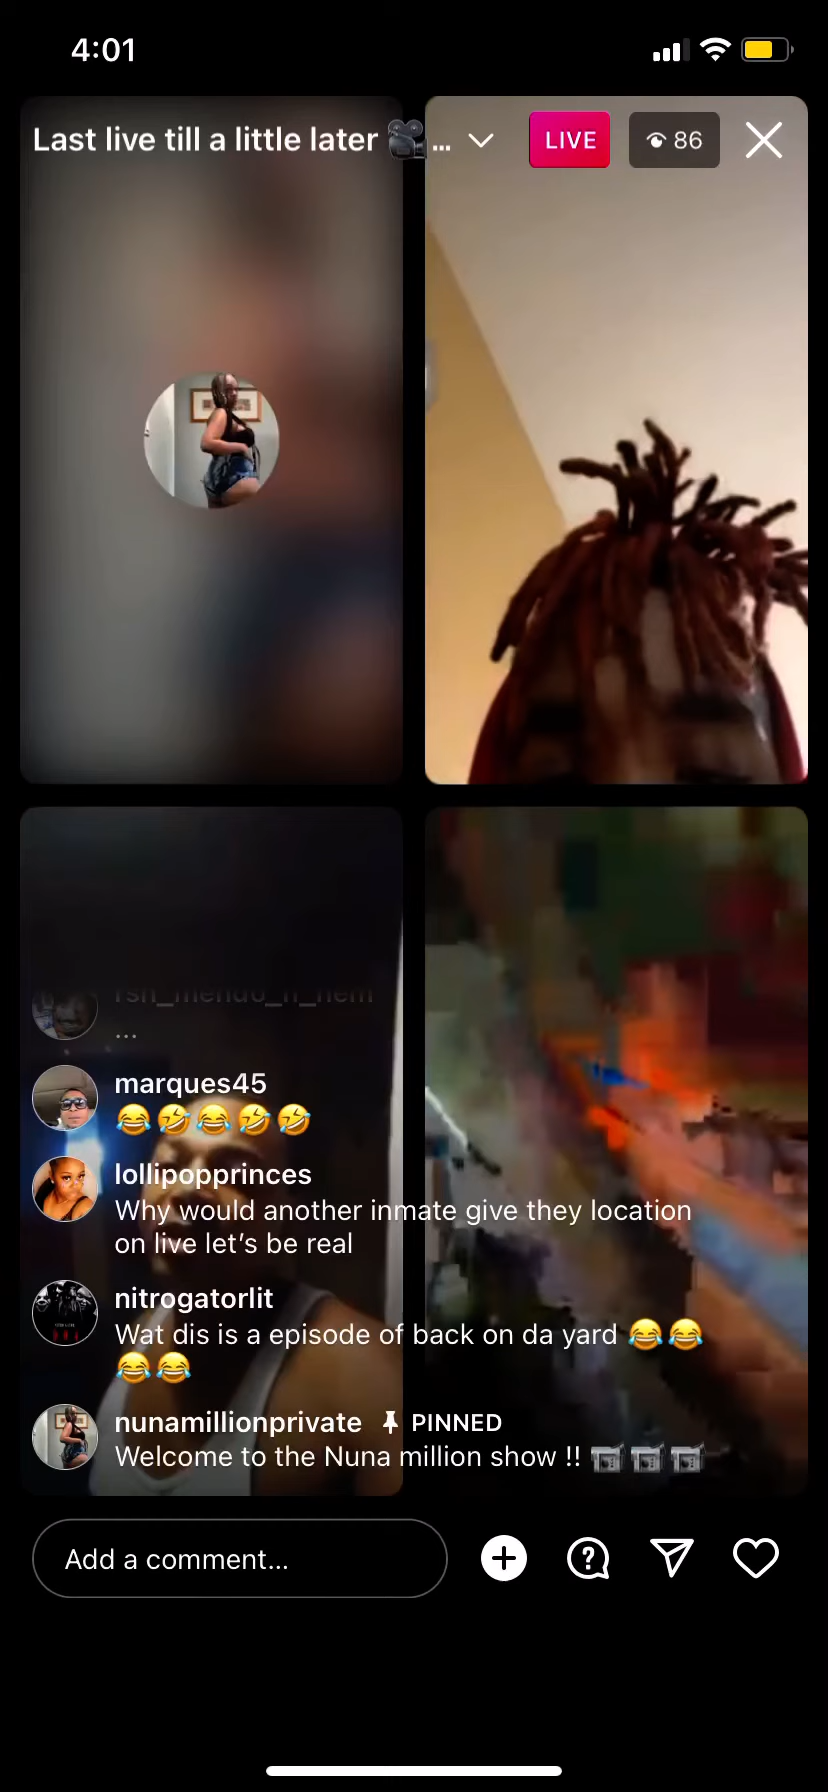 4:01
Last live till a little later 🎥...
LIVE
86
...
marques45
😂🤣😂🤣🤣
lollipopprinces
Why would another inmate give they location
on live let’s be real
nitrogatorlit
Wat dis is a episode of back on da yard 😂😂
😂😂
nunamillionprivate PINNED
Welcome to the Nuna million show !!
Add a comment...